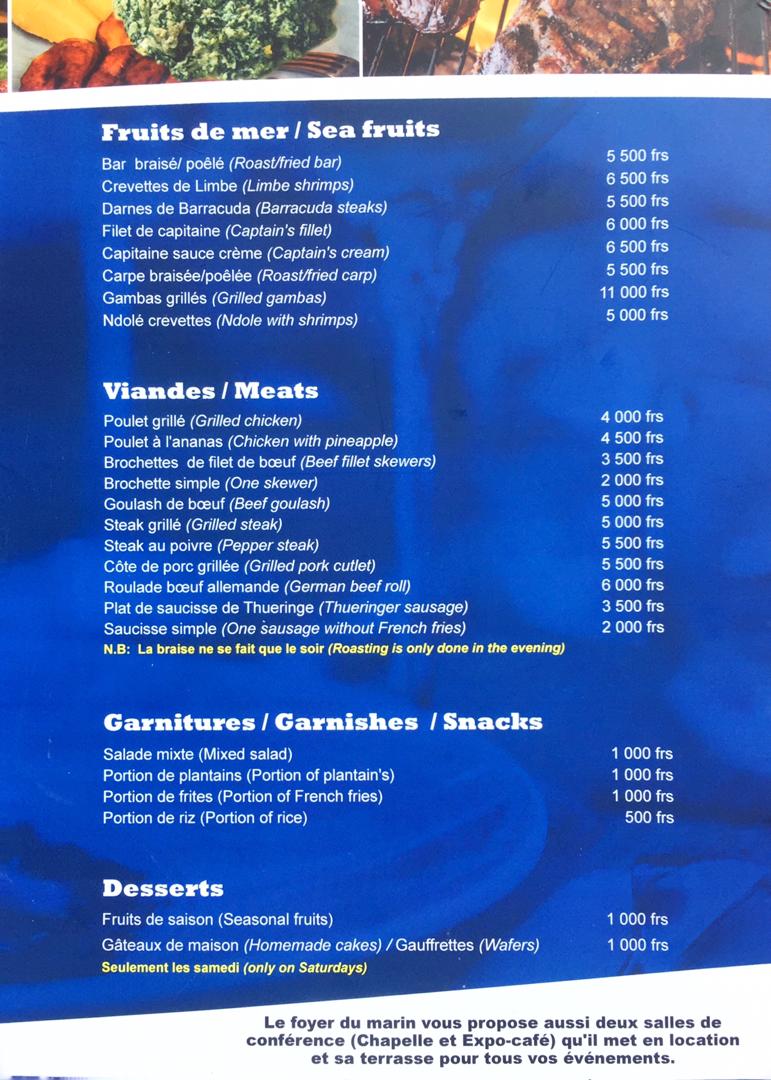 Fruits de mer / Sea fruits
Bar braisé/ poêlé (Roast/fried bar) 5 500 frs
Crevettes de Limbe (Limbe shrimps) 6 500 frs
Darnes de Barracuda (Barracuda steaks) 5 500 frs
Filet de capitaine (Captain's fillet) 6 000 frs
Capitaine sauce crème (Captain's cream) 6 500 frs
Carpe braisée/poêlée (Roast/fried carp) 5 500 frs
Gambas grillés (Grilled gambas) 11 000 frs
Ndolé crevettes (Ndole with shrimps) 5 000 frs
Viandes / Meats
Poulet grillé (Grilled chicken) 4 000 frs
Poulet à l'ananas (Chicken with pineapple) 4 500 frs
Brochettes de filet de bœuf (Beef fillet skewers) 3 500 frs
Brochette simple (One skewer) 2 000 frs
Goulash de bœuf (Beef goulash) 5 000 frs
Steak grillé (Grilled steak) 5 000 frs
Steak au poivre (Pepper steak) 5 500 frs
Côte de porc grillée (Grilled pork cutlet) 5 500 frs
Roulade bœuf allemande (German beef roll) 6 000 frs
Plat de saucisse de Thueringe (Thueringer sausage) 3 500 frs
Saucisse simple (One sausage without French fries) 2 000 frs
N.B: La braise ne se fait que le soir (Roasting is only done in the evening)
Garnitures / Garnishes / Snacks
Salade mixte (Mixed salad) 1 000 frs
Portion de plantains (Portion of plantain's) 1 000 frs
Portion de frites (Portion of French fries) 1 000 frs
Portion de riz (Portion of rice) 500 frs
Desserts
Fruits de saison (Seasonal fruits) 1 000 frs
Gâteaux de maison (Homemade cakes) / Gauffrettes (Wafers) 1 000 frs
Seulement les samedi (only on Saturdays)
Le foyer du marin vous propose aussi deux salles de
conférence (Chapelle et Expo-café) qu'il met en location
et sa terrasse pour tous vos événements.